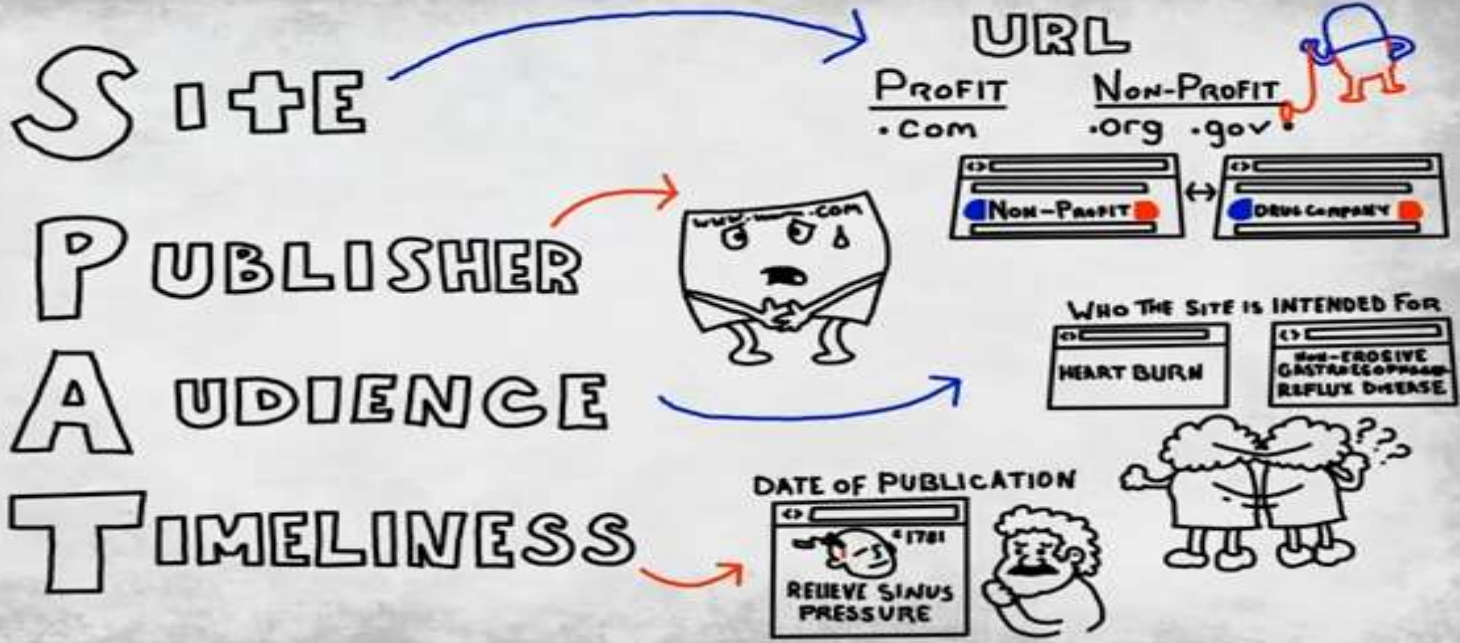 SITE
URL
PROFIT NON-PROFIT
.com .org .gov
NON-PROFIT DRUG COMPANY
PUBLISHER
www. .com
WHO THE SITE IS INTENDED FOR
HEART BURN
NON-EROSIVE
REFLUX DISEASE
AUDIENCE
???
TIMELINESS
DATE OF PUBLICATION
1781
RELIEVE SINUS
PRESSURE